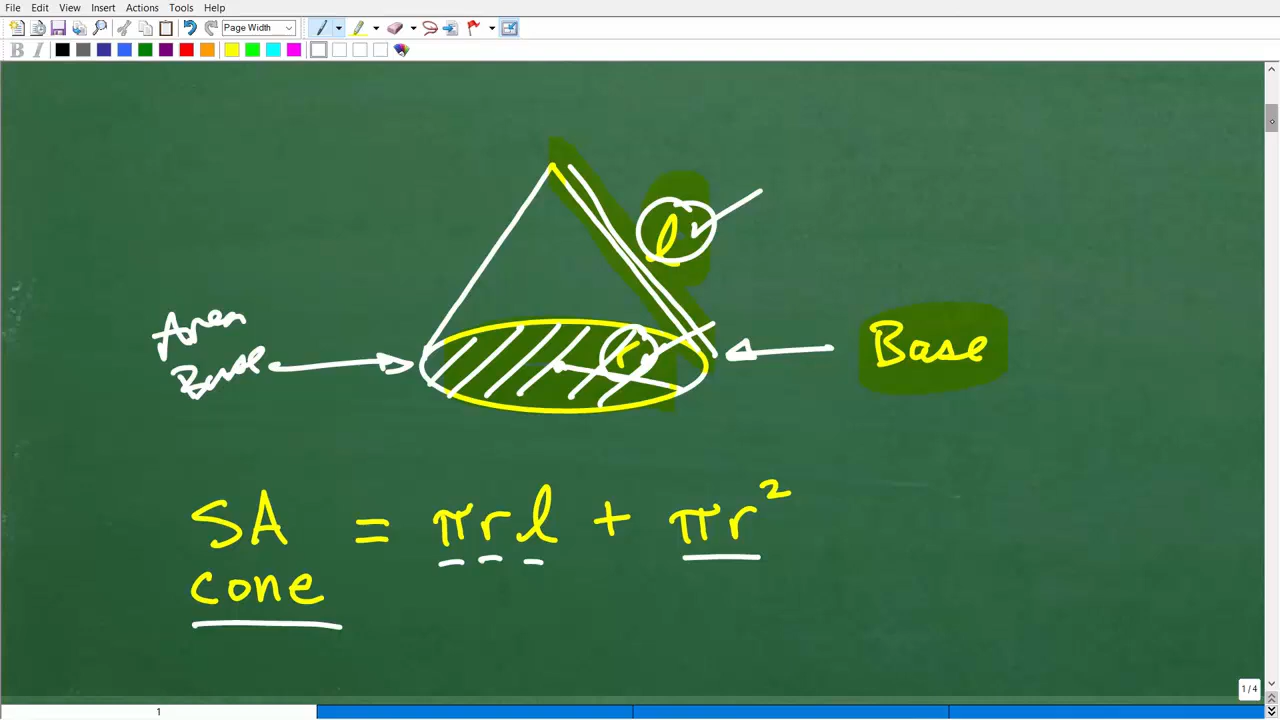 File Edit View Insert Actions Tools Help
Page Width
B I
l
r
Area
Base
Base
SA = πrl + πr²
cone
1/4
1